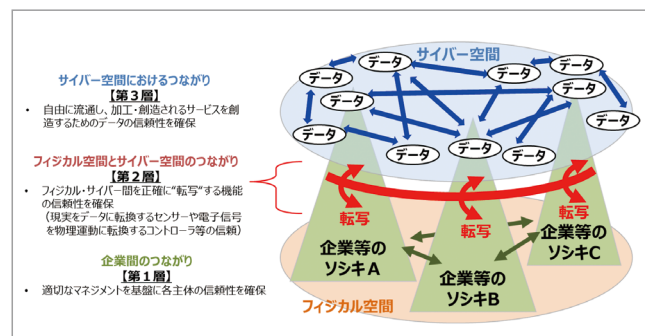 サイバー空間におけるつながり
【第3層】
• 自由に流通し、加工・創造されるサービスを創
造するためのデータの信頼性を確保
フィジカル空間とサイバー空間のつながり
【第2層】
• フィジカル・サイバー間を正確に“転写”する機能
の信頼性を確保
（現実をデータに転換するセンサーや電子信号
を物理運動に転換するコントローラ等の信頼）
企業間のつながり
【第1層】
• 適切なマネジメントを基盤に各主体の信頼性を確保
サイバー空間
データ
データ
データ
データ
データ
データ
データ
データ
データ
データ
データ
転写
転写
転写
企業等の
ソシキA
企業等の
ソシキB
企業等の
ソシキC
フィジカル空間